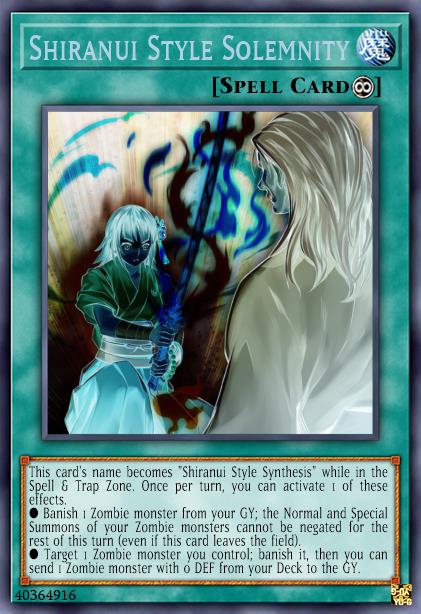 SHIRANUI STYLE SOLEMNITY
魔
[SPELL CARD]
This card's name becomes "Shiranui Style Synthesis" while in the
Spell & Trap Zone. Once per turn, you can activate 1 of these
effects.
● Banish 1 Zombie monster from your GY; the Normal and Special
Summons of your Zombie monsters cannot be negated for the
rest of this turn (even if this card leaves the field).
● Target 1 Zombie monster you control; banish it, then you can
send 1 Zombie monster with 0 DEF from your Deck to the GY.
40364916